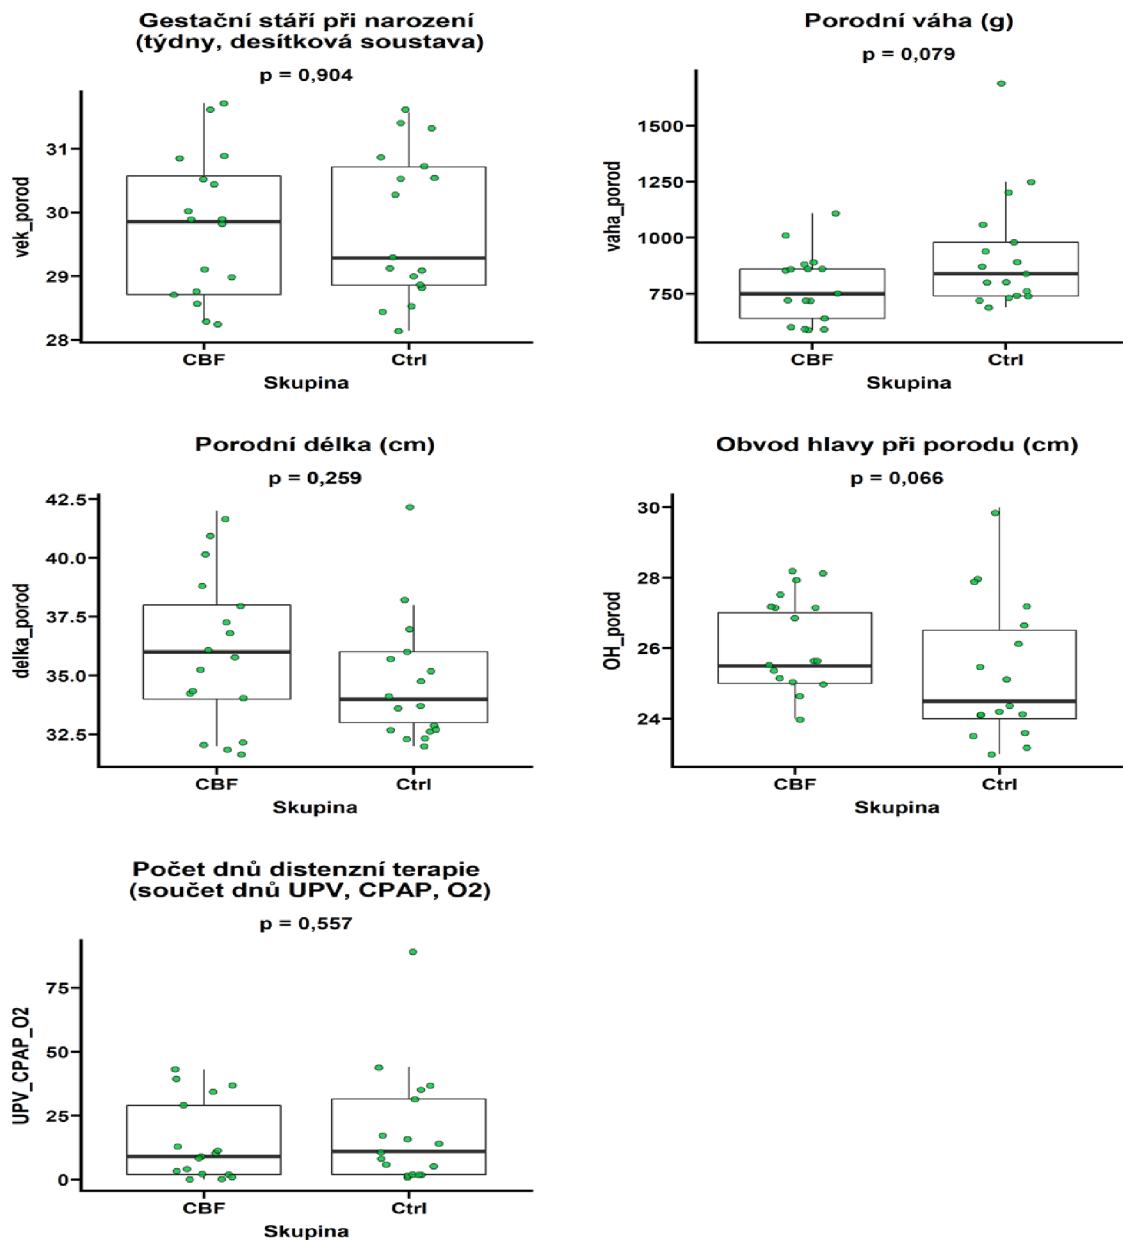 Gestační stáří při narození
(týdny, desítková soustava)
p = 0,904
vek_porod
31
30
29
28
CBF
Ctrl
Skupina
Porodní váha (g)
p = 0,079
vaha_porod
1500
1250
1000
750
CBF
Ctrl
Skupina
Porodní délka (cm)
p = 0,259
delka_porod
42.5
40.0
37.5
35.0
32.5
CBF
Ctrl
Skupina
Obvod hlavy při porodu (cm)
p = 0,066
OH_porod
30
28
26
24
CBF
Ctrl
Skupina
Počet dnů distenzní terapie
(součet dnů UPV, CPAP, O2)
p = 0,557
UPV_CPAP_O2
75
50
25
0
CBF
Ctrl
Skupina